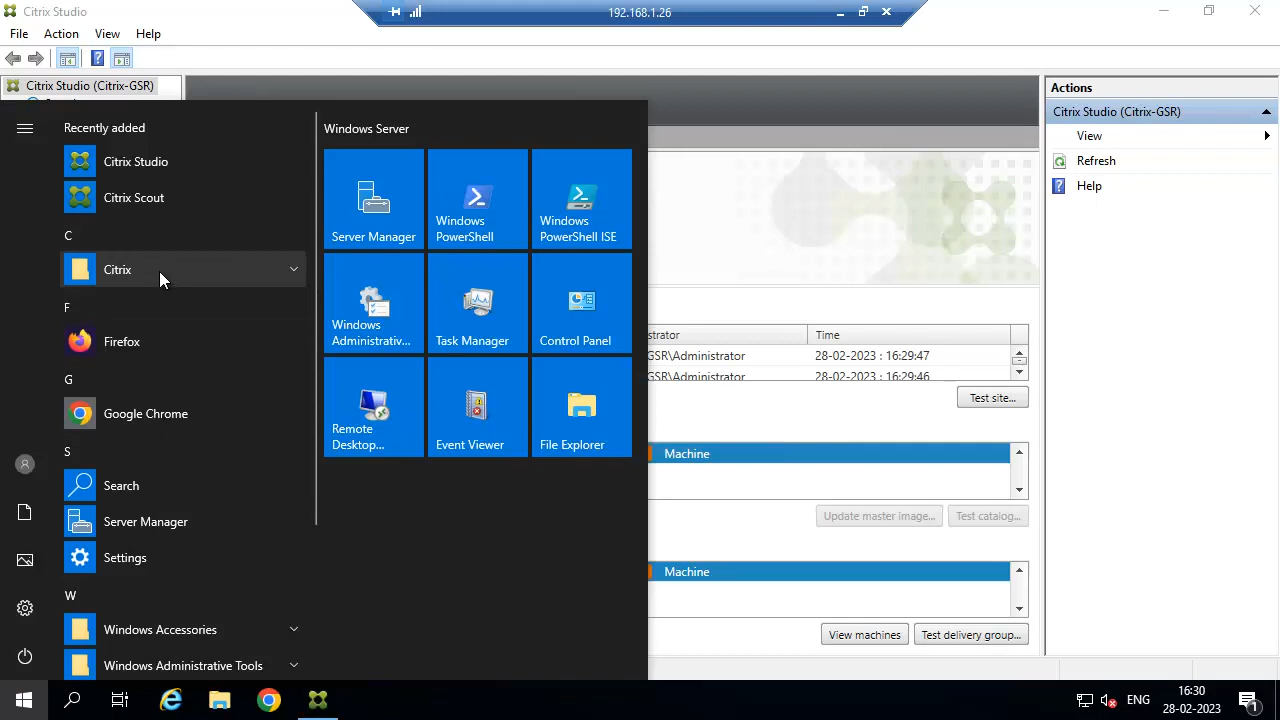 Citrix Studio
192.168.1.26
File Action View Help
Citrix Studio (Citrix-GSR)
Recently added
Citrix Studio
Citrix Scout
C
Citrix
F
Firefox
G
Google Chrome
S
Search
Server Manager
Settings
W
Windows Accessories
Windows Administrative Tools
Windows Server
Server Manager
Windows
PowerShell
Windows
PowerShell ISE
Windows
Administrativ...
Task Manager
Control Panel
Remote
Desktop...
Event Viewer
File Explorer
strator Time
GSR\Administrator 28-02-2023 : 16:29:47
GSR\Administrator 28-02-2023 : 16:29:46
Test site...
Machine
Update master image... Test catalog...
Machine
View machines Test delivery group...
Actions
Citrix Studio (Citrix-GSR)
View
Refresh
Help
ENG
16:30
28-02-2023
1